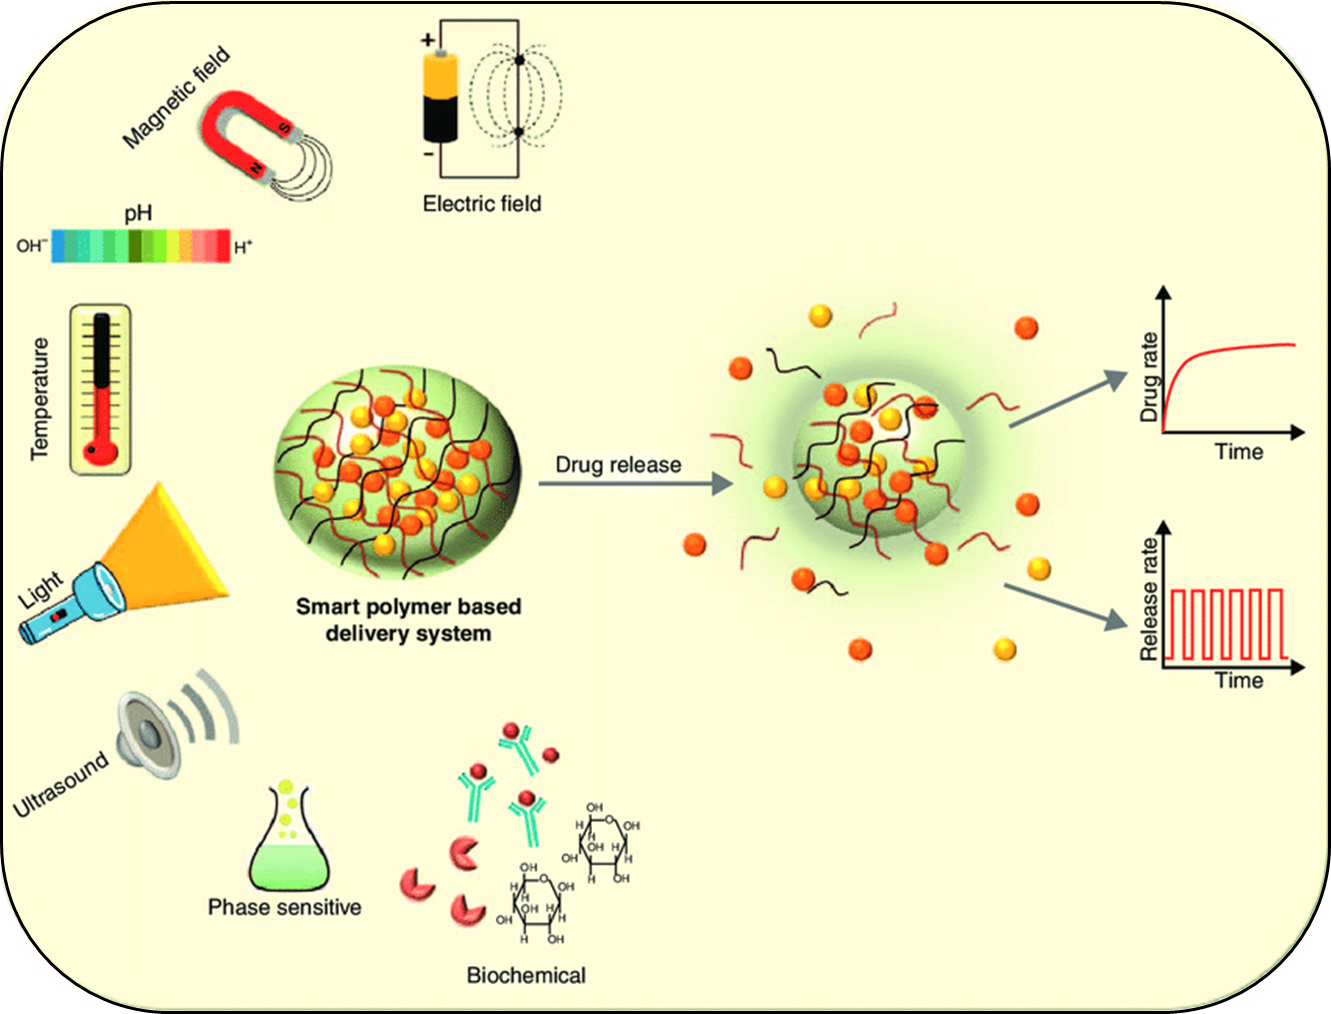 Magnetic field
S
N
+
−
Electric field
pH
OH⁻
H⁺
Temperature
Light
Ultrasound
Phase sensitive
Smart polymer based
delivery system
Drug release
Drug rate
Time
Release rate
Time
OH
H
O
OH
H
OH
H
H
OH
H
OH
OH
H
O
OH
H
OH
H
H
OH
H
OH
Biochemical